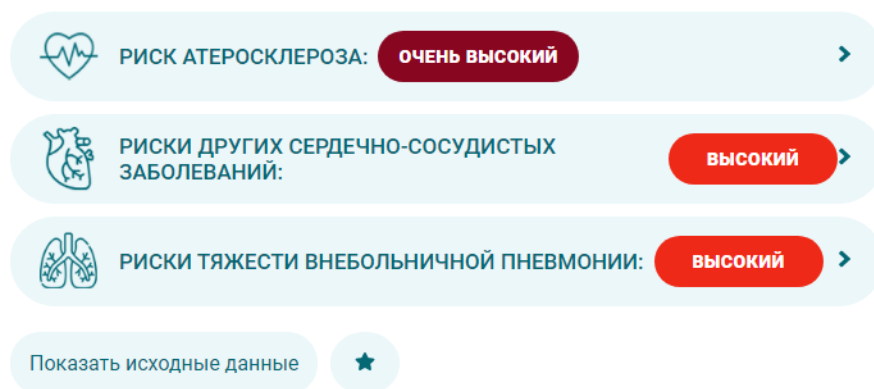 РИСК АТЕРОСКЛЕРОЗА: ОЧЕНЬ ВЫСОКИЙ
РИСКИ ДРУГИХ СЕРДЕЧНО-СОСУДИСТЫХ
ЗАБОЛЕВАНИЙ:
ВЫСОКИЙ
РИСКИ ТЯЖЕСТИ ВНЕБОЛЬНИЧНОЙ ПНЕВМОНИИ: ВЫСОКИЙ
Показать исходные данные